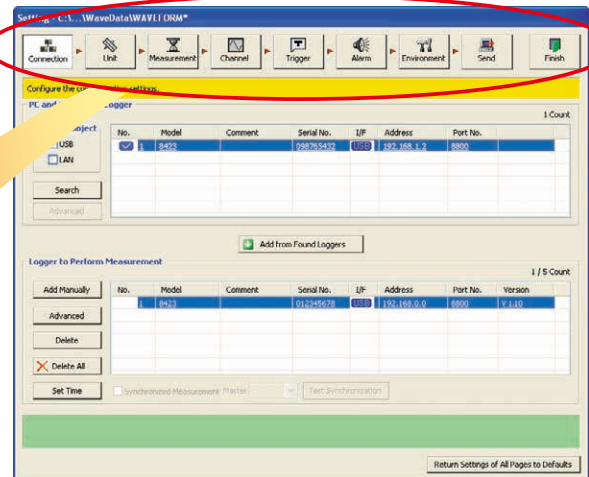 Setting - C:\...\WaveData\WAVEFORM*
Connection Unit Measurement Channel Trigger Alarm Environment Send Finish
Configure the settings.
PC and Logger
1 Count
USB
LAN
Search
Advanced
No. Model Comment Serial No. I/F Address Port No.
1 8423 098765432 USB 192.168.1.2 8800
Add from Found Loggers
Logger to Perform Measurement
1 / 5 Count
Add Manually
Advanced
Delete
Delete All
Set Time
No. Model Comment Serial No. I/F Address Port No. Version
1 8423 012345678 USB 192.168.0.0 8800 V 1.10
Synchronized Measurement Master Test Synchronization
Return Settings of All Pages to Defaults